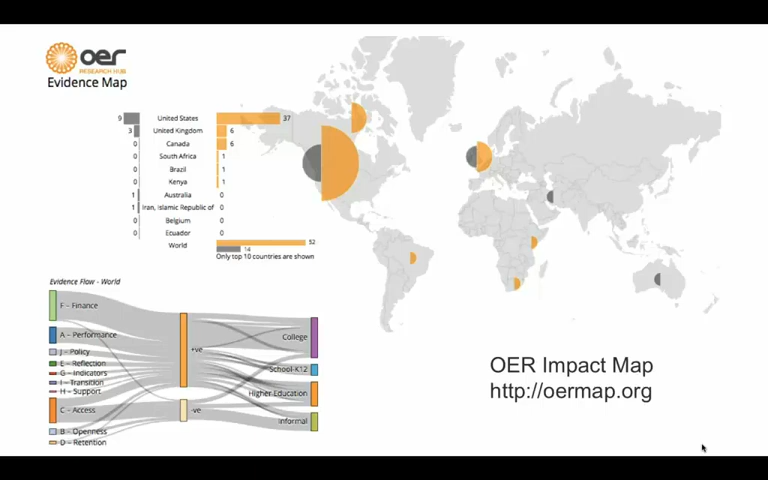 oer
RESEARCH HUB
Evidence Map
9 United States 37
3 United Kingdom 6
0 Canada 6
0 South Africa 1
0 Brazil 1
0 Kenya 1
1 Australia 0
1 Iran, Islamic Republic of 0
0 Belgium 0
0 Ecuador 0
World 52
14
Only top 10 countries are shown
Evidence Flow - World
F - Finance
A - Performance
J - Policy
E - Reflection
G - Indicators
I - Transition
H - Support
C - Access
B - Openness
D - Retention
+ve
-ve
College
School-K12
Higher Education
Informal
OER Impact Map
http://oermap.org